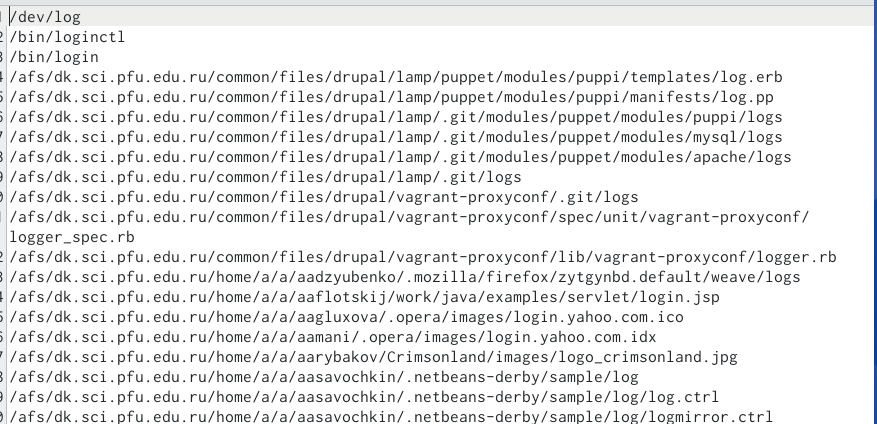 1 /dev/log
2 /bin/loginctl
3 /bin/login
4 /afs/dk.sci.pfu.edu.ru/common/files/drupal/lamp/puppet/modules/puppi/templates/log.erb
5 /afs/dk.sci.pfu.edu.ru/common/files/drupal/lamp/puppet/modules/puppi/manifests/log.pp
6 /afs/dk.sci.pfu.edu.ru/common/files/drupal/lamp/.git/modules/puppet/modules/puppi/logs
7 /afs/dk.sci.pfu.edu.ru/common/files/drupal/lamp/.git/modules/puppet/modules/mysql/logs
8 /afs/dk.sci.pfu.edu.ru/common/files/drupal/lamp/.git/modules/puppet/modules/apache/logs
9 /afs/dk.sci.pfu.edu.ru/common/files/drupal/lamp/.git/logs
0 /afs/dk.sci.pfu.edu.ru/common/files/drupal/vagrant-proxyconf/.git/logs
1 /afs/dk.sci.pfu.edu.ru/common/files/drupal/vagrant-proxyconf/spec/unit/vagrant-proxyconf/
logger_spec.rb
2 /afs/dk.sci.pfu.edu.ru/common/files/drupal/vagrant-proxyconf/lib/vagrant-proxyconf/logger.rb
3 /afs/dk.sci.pfu.edu.ru/home/a/a/aadzyubenko/.mozilla/firefox/zytgynbd.default/weave/logs
4 /afs/dk.sci.pfu.edu.ru/home/a/a/aaflotskij/work/java/examples/servlet/login.jsp
5 /afs/dk.sci.pfu.edu.ru/home/a/a/aagluxova/.opera/images/login.yahoo.com.ico
6 /afs/dk.sci.pfu.edu.ru/home/a/a/aamani/.opera/images/login.yahoo.com.idx
7 /afs/dk.sci.pfu.edu.ru/home/a/a/aarybakov/Crimsonland/images/logo_crimsonland.jpg
8 /afs/dk.sci.pfu.edu.ru/home/a/a/aasavochkin/.netbeans-derby/sample/log
9 /afs/dk.sci.pfu.edu.ru/home/a/a/aasavochkin/.netbeans-derby/sample/log/log.ctrl
0 /afs/dk.sci.pfu.edu.ru/home/a/a/aasavochkin/.netbeans-derby/sample/log/logmirror.ctrl